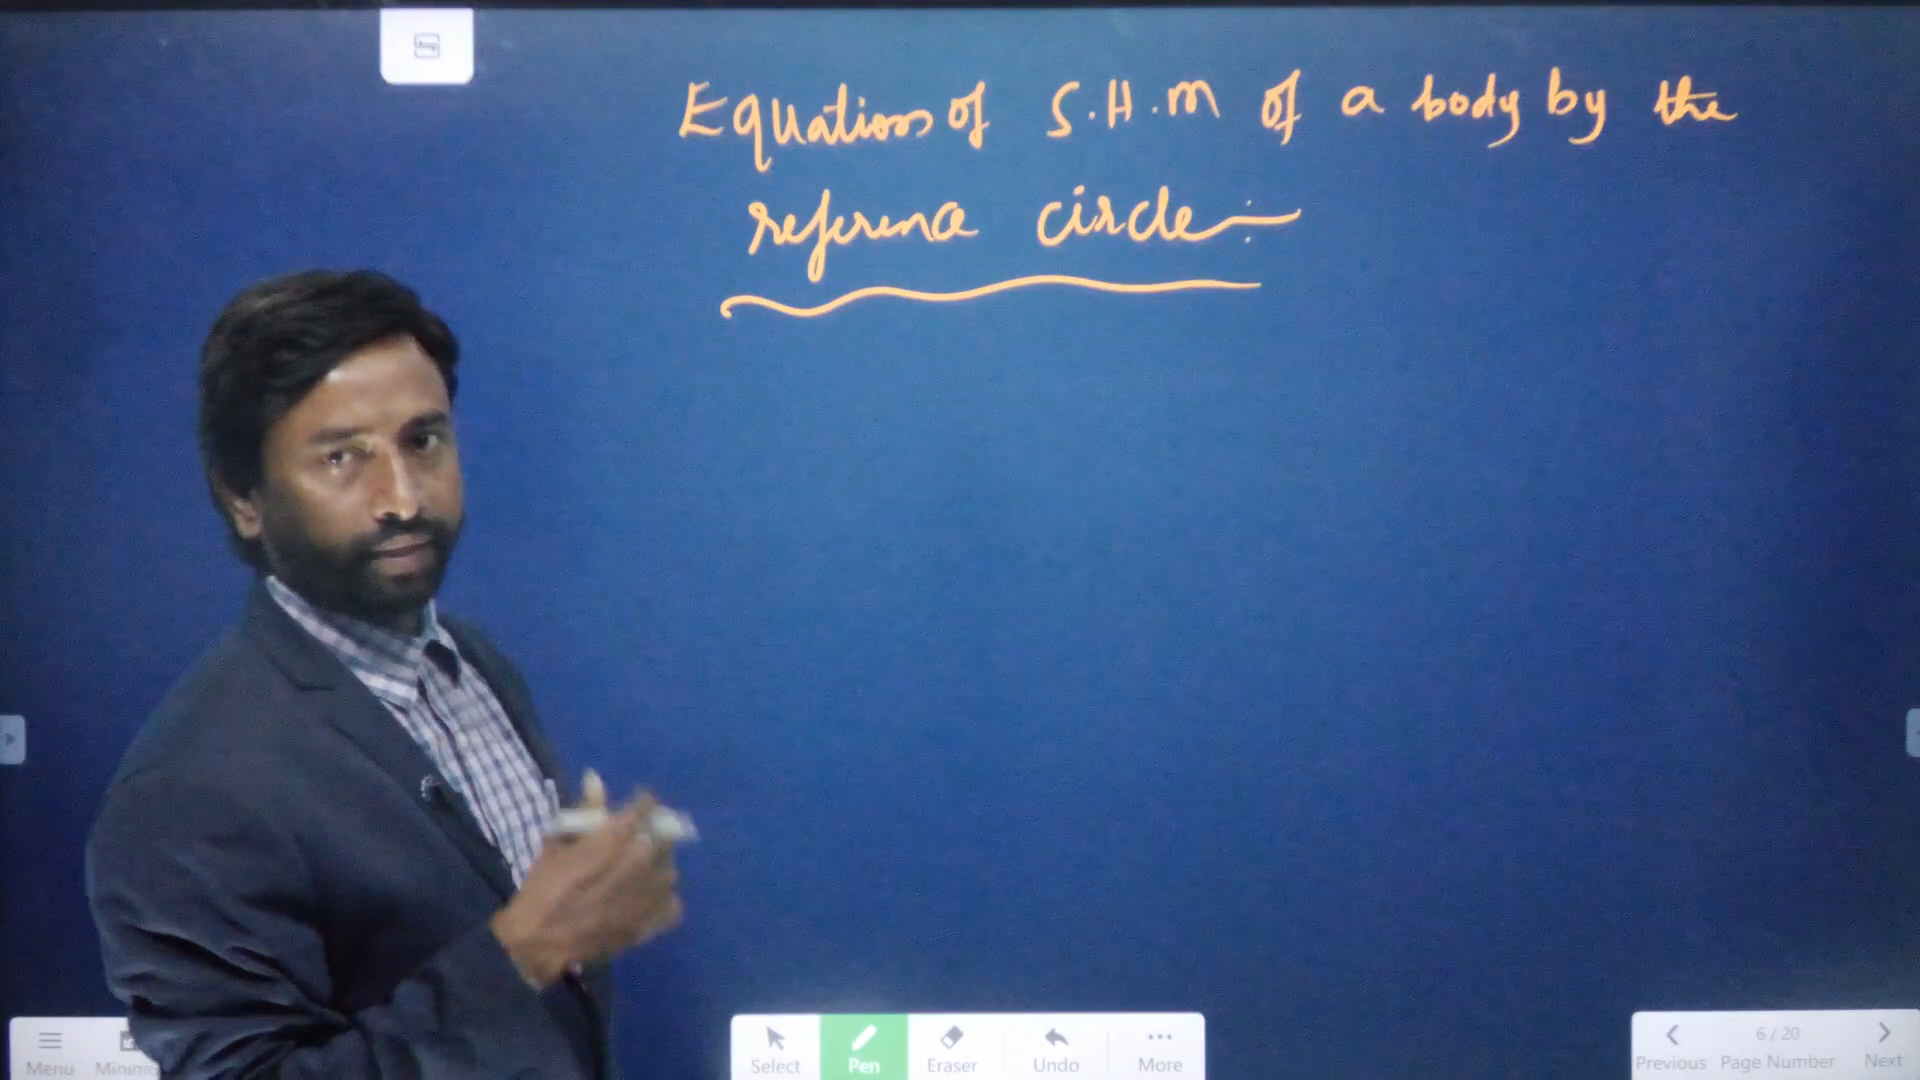 Equations of S.H.M of a body by the
reference circle:-
Select
Pen
Eraser
Undo
More
Menu
Previous
6 / 20
Page Number
Next